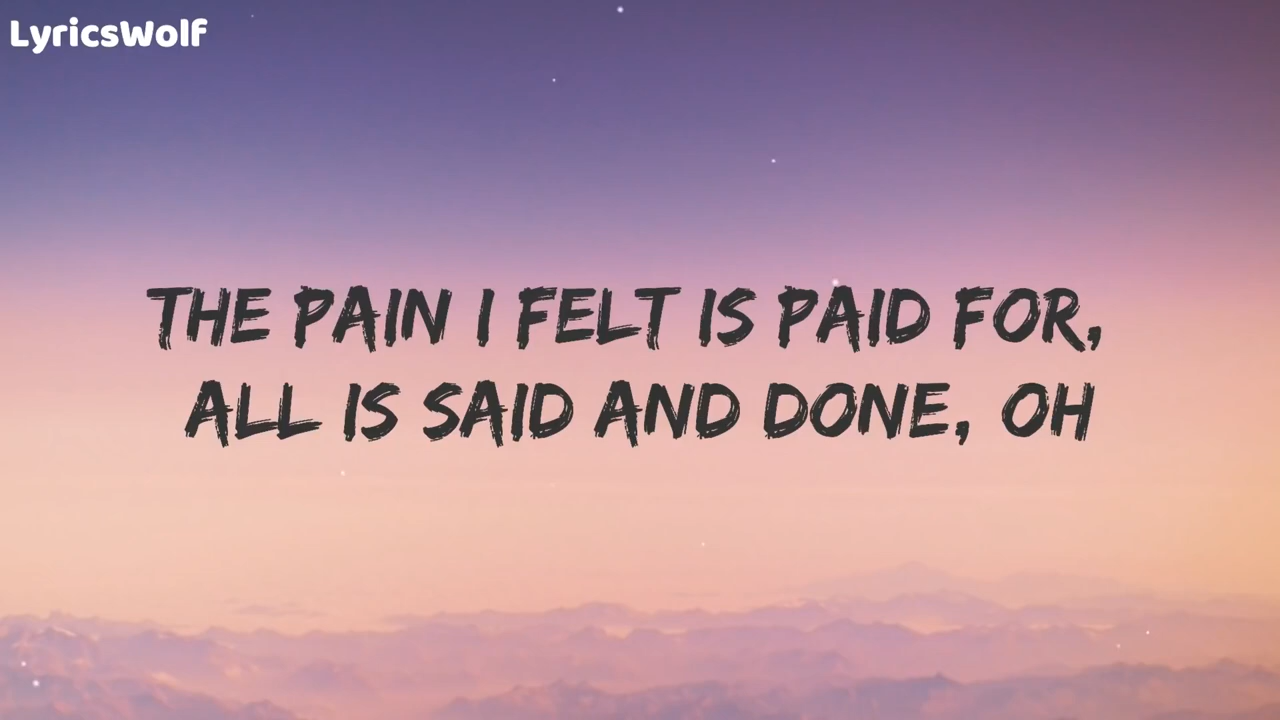 LyricsWolf
THE PAIN I FELT IS PAID FOR,
ALL IS SAID AND DONE, OH